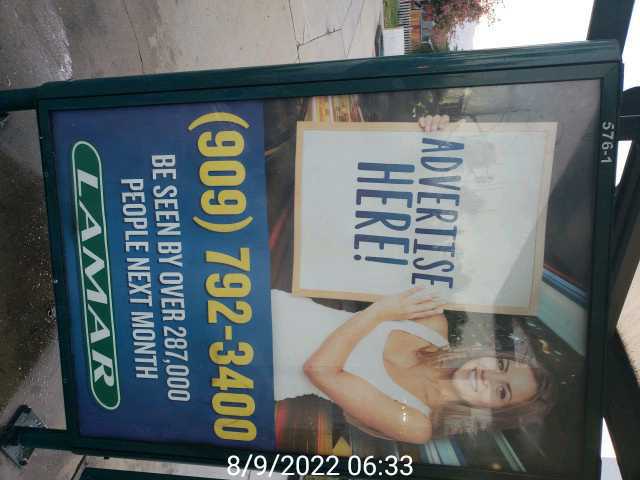 576-1
ADVERTISE
HERE!
(909) 792-3400
BE SEEN BY OVER 287,000
PEOPLE NEXT MONTH
LAMAR
8/9/2022 06:33